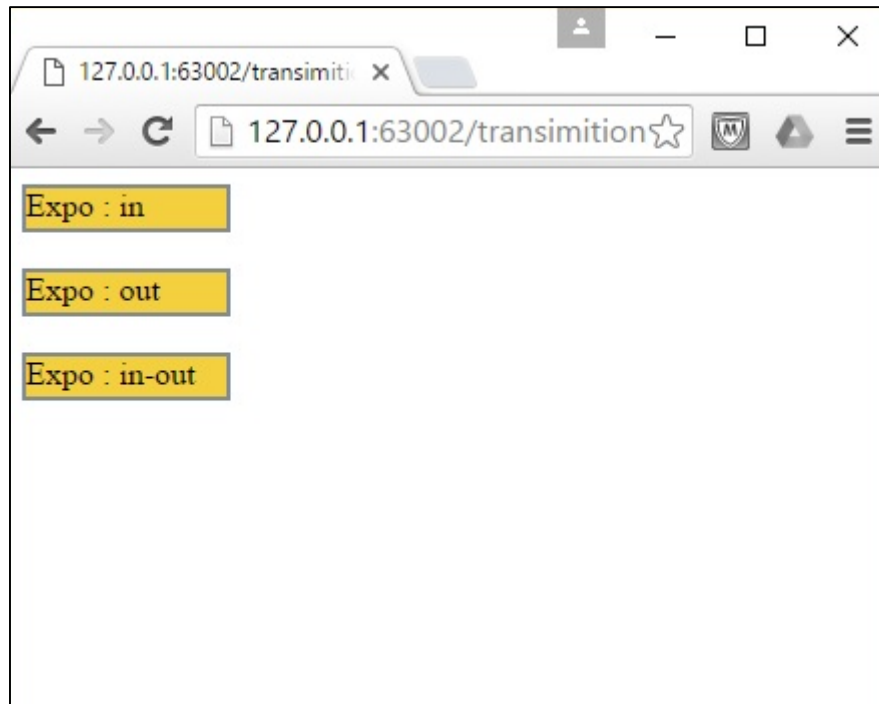 127.0.0.1:63002/transimiti
127.0.0.1:63002/transimition
M
Expo : in
Expo : out
Expo : in-out